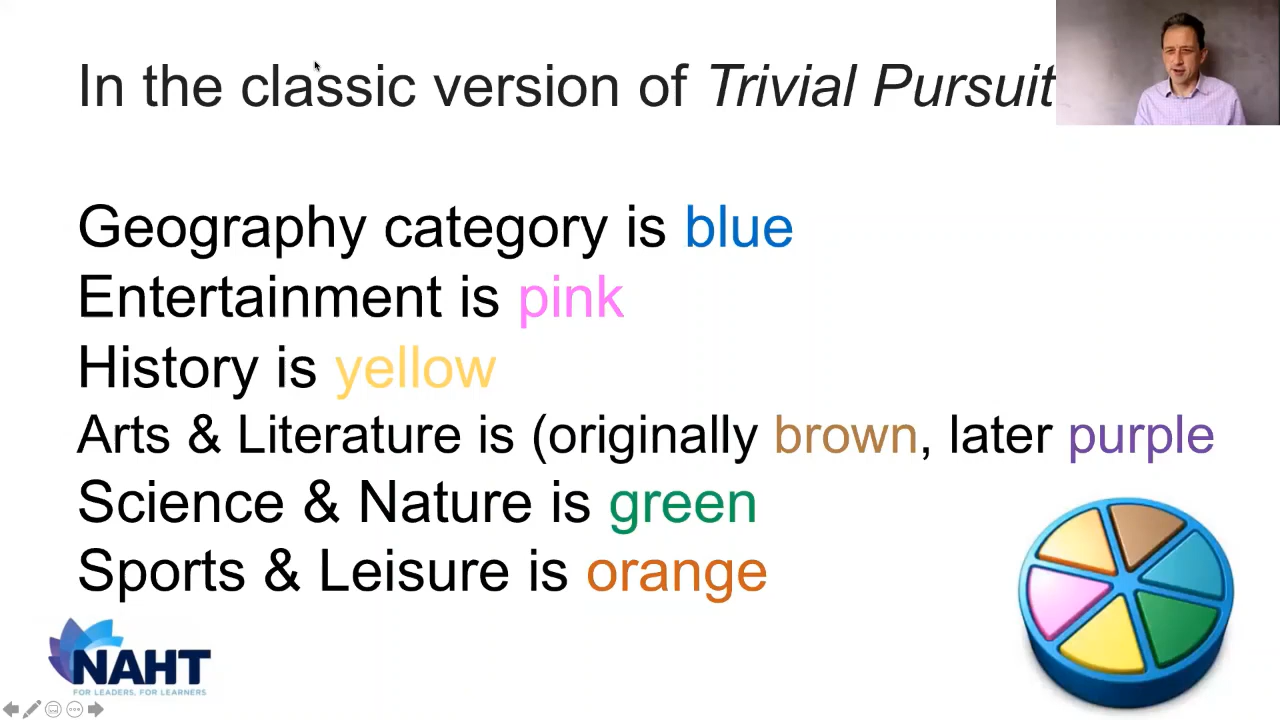 In the classic version of Trivial Pursuit
Geography category is blue
Entertainment is pink
History is yellow
Arts & Literature is (originally brown, later purple
Science & Nature is green
Sports & Leisure is orange
NAHT
FOR LEADERS, FOR LEARNERS